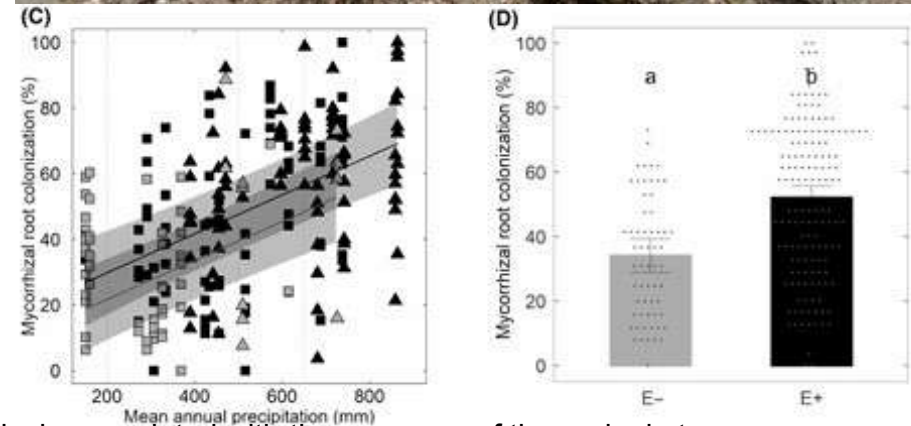 (C)
Mycorrhizal root colonization (%)
100
80
60
40
20
0
200 400 600 800
Mean annual precipitation (mm)
(D)
Mycorrhizal root colonization (%)
100
80
60
40
20
0
a b
E– E+